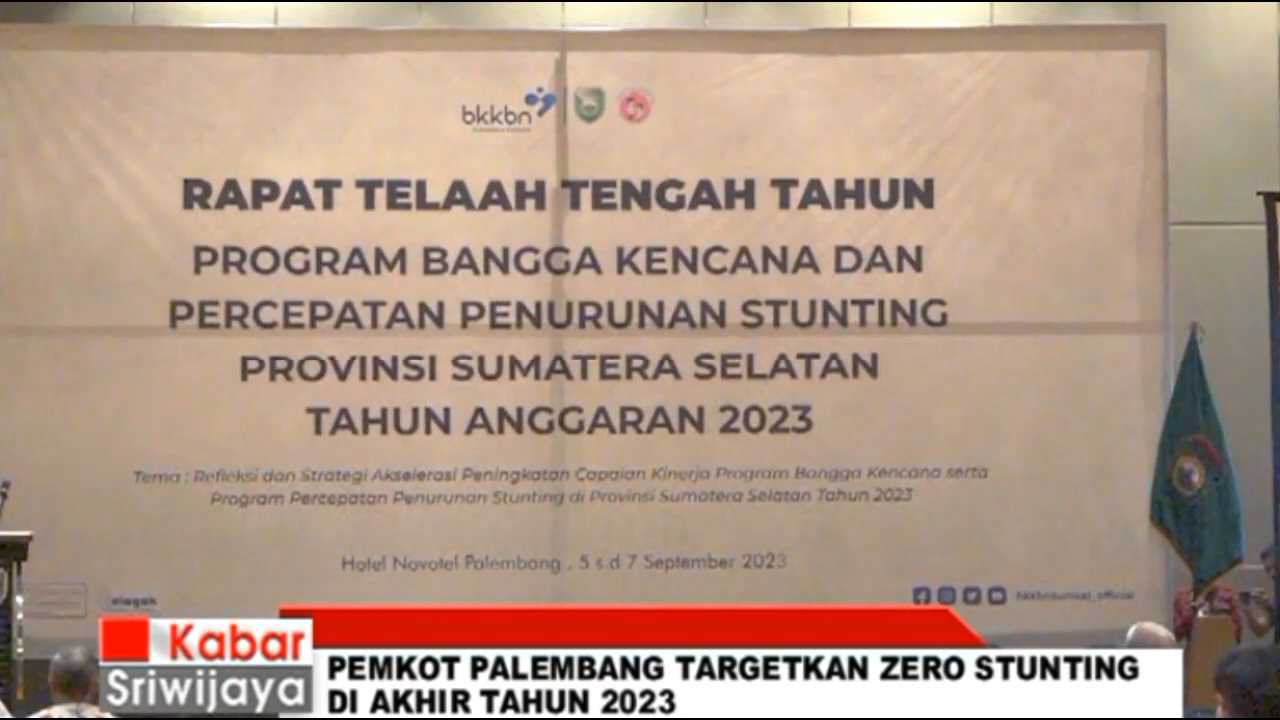 bkkbn
RAPAT TELAAH TENGAH TAHUN
PROGRAM BANGGA KENCANA DAN
PERCEPATAN PENURUNAN STUNTING
PROVINSI SUMATERA SELATAN
TAHUN ANGGARAN 2023
Tema : Refleksi dan Strategi Akselerasi Peningkatan Capaian Kinerja Program Bangga Kencana serta
Program Percepatan Penurunan Stunting di Provinsi Sumatera Selatan Tahun 2023
Hotel Novotel Palembang , 5 s.d 7 September 2023
bkkbnsumsel_official
Kabar
Sriwijaya
PEMKOT PALEMBANG TARGETKAN ZERO STUNTING
DI AKHIR TAHUN 2023